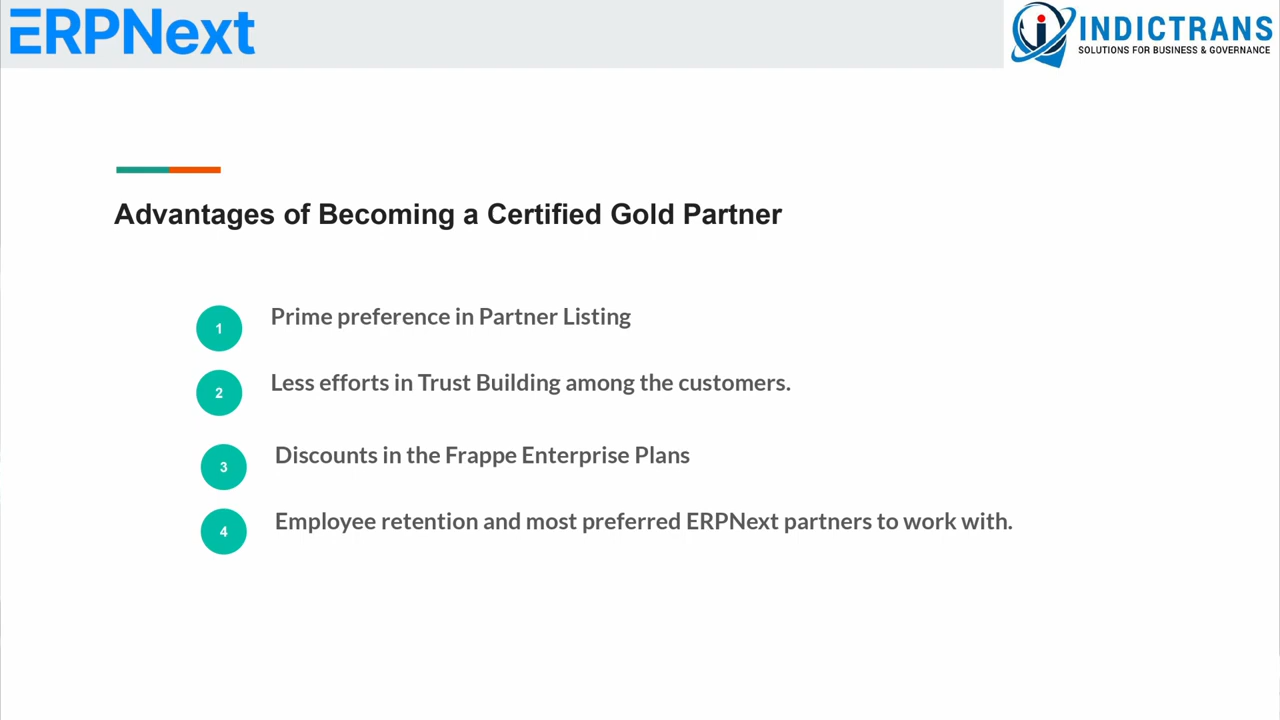 ERPNext
INDICTRANS
SOLUTIONS FOR BUSINESS & GOVERNANCE
Advantages of Becoming a Certified Gold Partner
1 Prime preference in Partner Listing
2 Less efforts in Trust Building among the customers.
3 Discounts in the Frappe Enterprise Plans
4 Employee retention and most preferred ERPNext partners to work with.